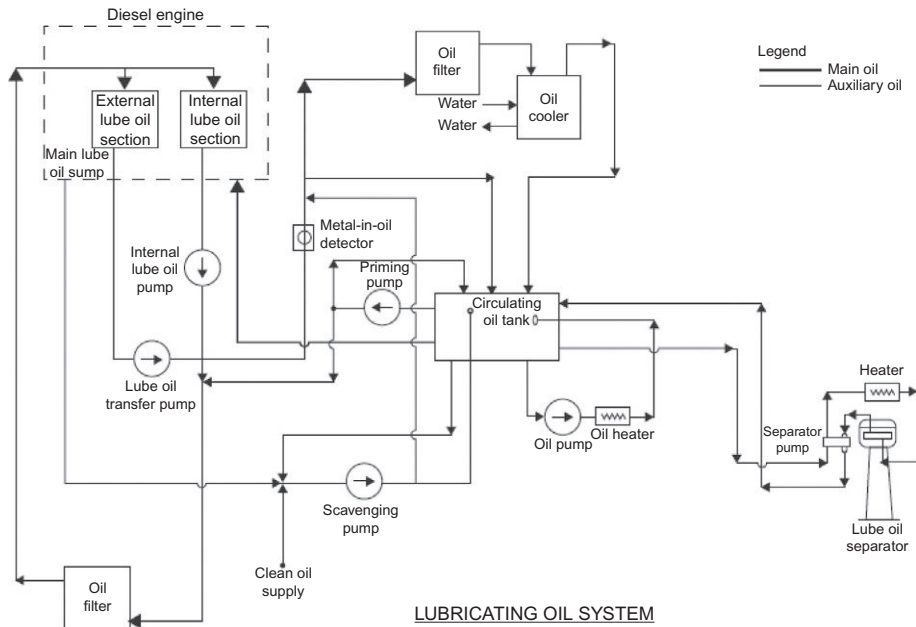 Diesel engine
External
lube oil
section
Internal
lube oil
section
Main lube
oil sump
Oil
filter
Oil
cooler
Water
Water
Legend
Main oil
Auxiliary oil
Metal-in-oil
detector
Internal
lube oil
pump
Priming
pump
Circulating
oil tank
Lube oil
transfer pump
Oil pump
Oil heater
Heater
Separator
pump
Lube oil
separator
Scavenging
pump
Clean oil
supply
Oil
filter
LUBRICATING OIL SYSTEM